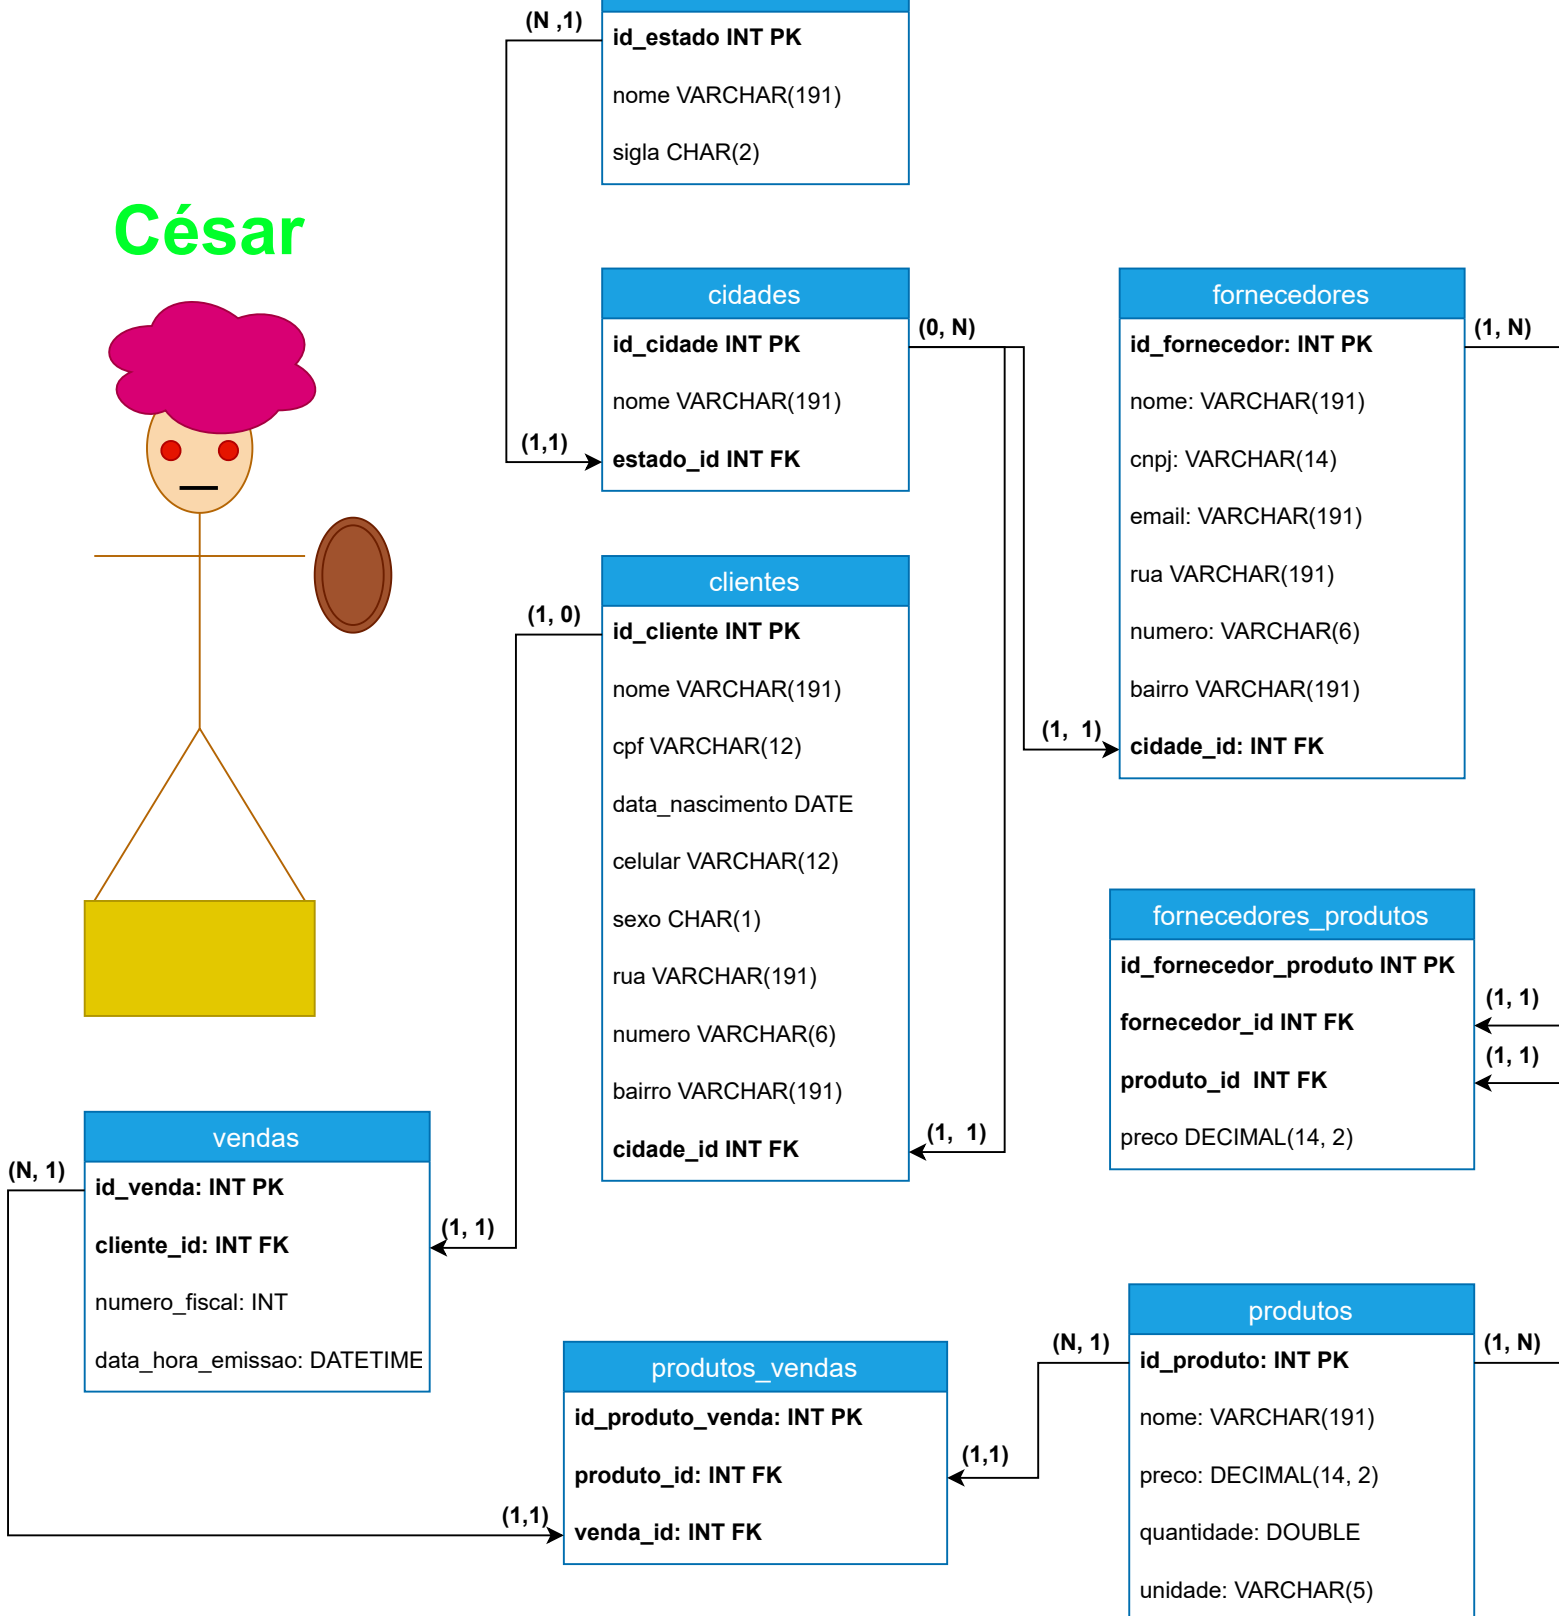 (N ,1)
id_estado INT PK
nome VARCHAR(191)
sigla CHAR(2)
César
cidades
id_cidade INT PK
nome VARCHAR(191)
estado_id INT FK
(0, N)
(1,1)
fornecedores
id_fornecedor: INT PK
nome: VARCHAR(191)
cnpj: VARCHAR(14)
email: VARCHAR(191)
rua VARCHAR(191)
numero: VARCHAR(6)
bairro VARCHAR(191)
cidade_id: INT FK
(1, N)
(1,  1)
clientes
(1, 0)
id_cliente INT PK
nome VARCHAR(191)
cpf VARCHAR(12)
data_nascimento DATE
celular VARCHAR(12)
sexo CHAR(1)
rua VARCHAR(191)
numero VARCHAR(6)
bairro VARCHAR(191)
cidade_id INT FK
(1,  1)
fornecedores_produtos
id_fornecedor_produto INT PK
fornecedor_id INT FK
produto_id  INT FK
preco DECIMAL(14, 2)
(1, 1)
(1, 1)
vendas
(N, 1)
id_venda: INT PK
cliente_id: INT FK
numero_fiscal: INT
data_hora_emissao: DATETIME
(1, 1)
produtos_vendas
id_produto_venda: INT PK
produto_id: INT FK
venda_id: INT FK
(1,1)
(1,1)
produtos
(N, 1)
id_produto: INT PK
nome: VARCHAR(191)
preco: DECIMAL(14, 2)
quantidade: DOUBLE
unidade: VARCHAR(5)
(1, N)